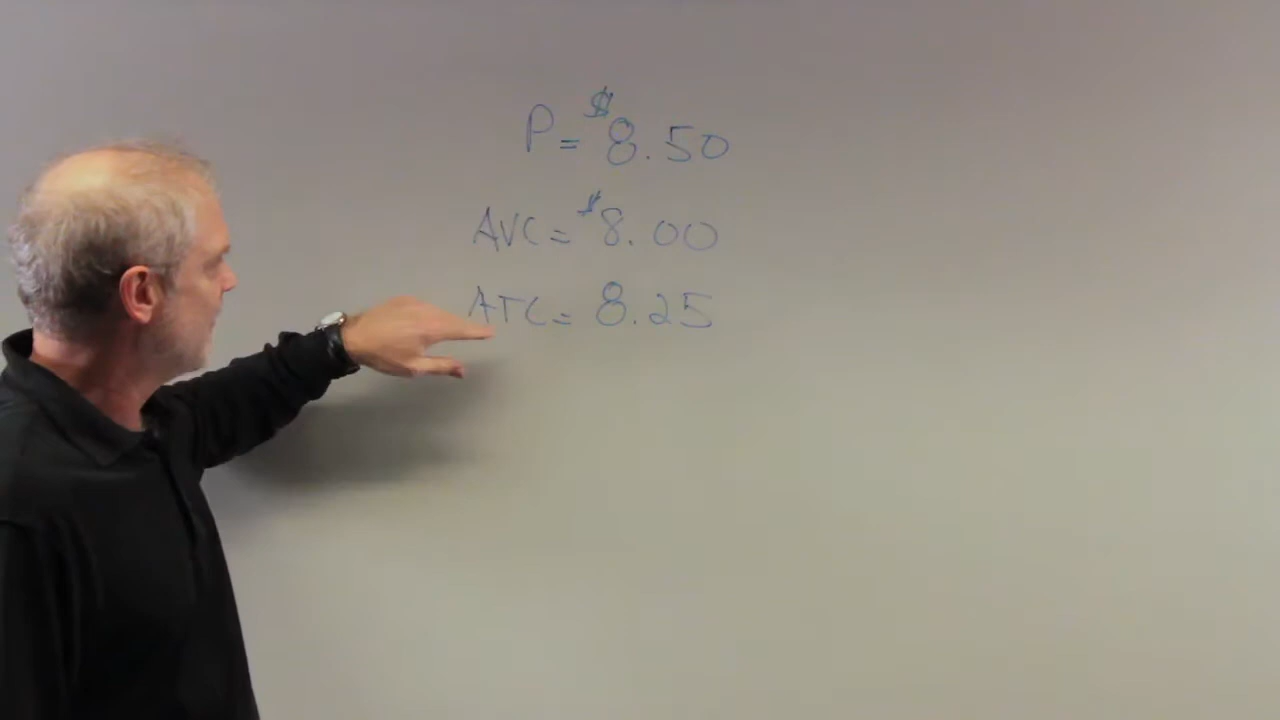 P = $8.50
AVC = $8.00
ATC = 8.25